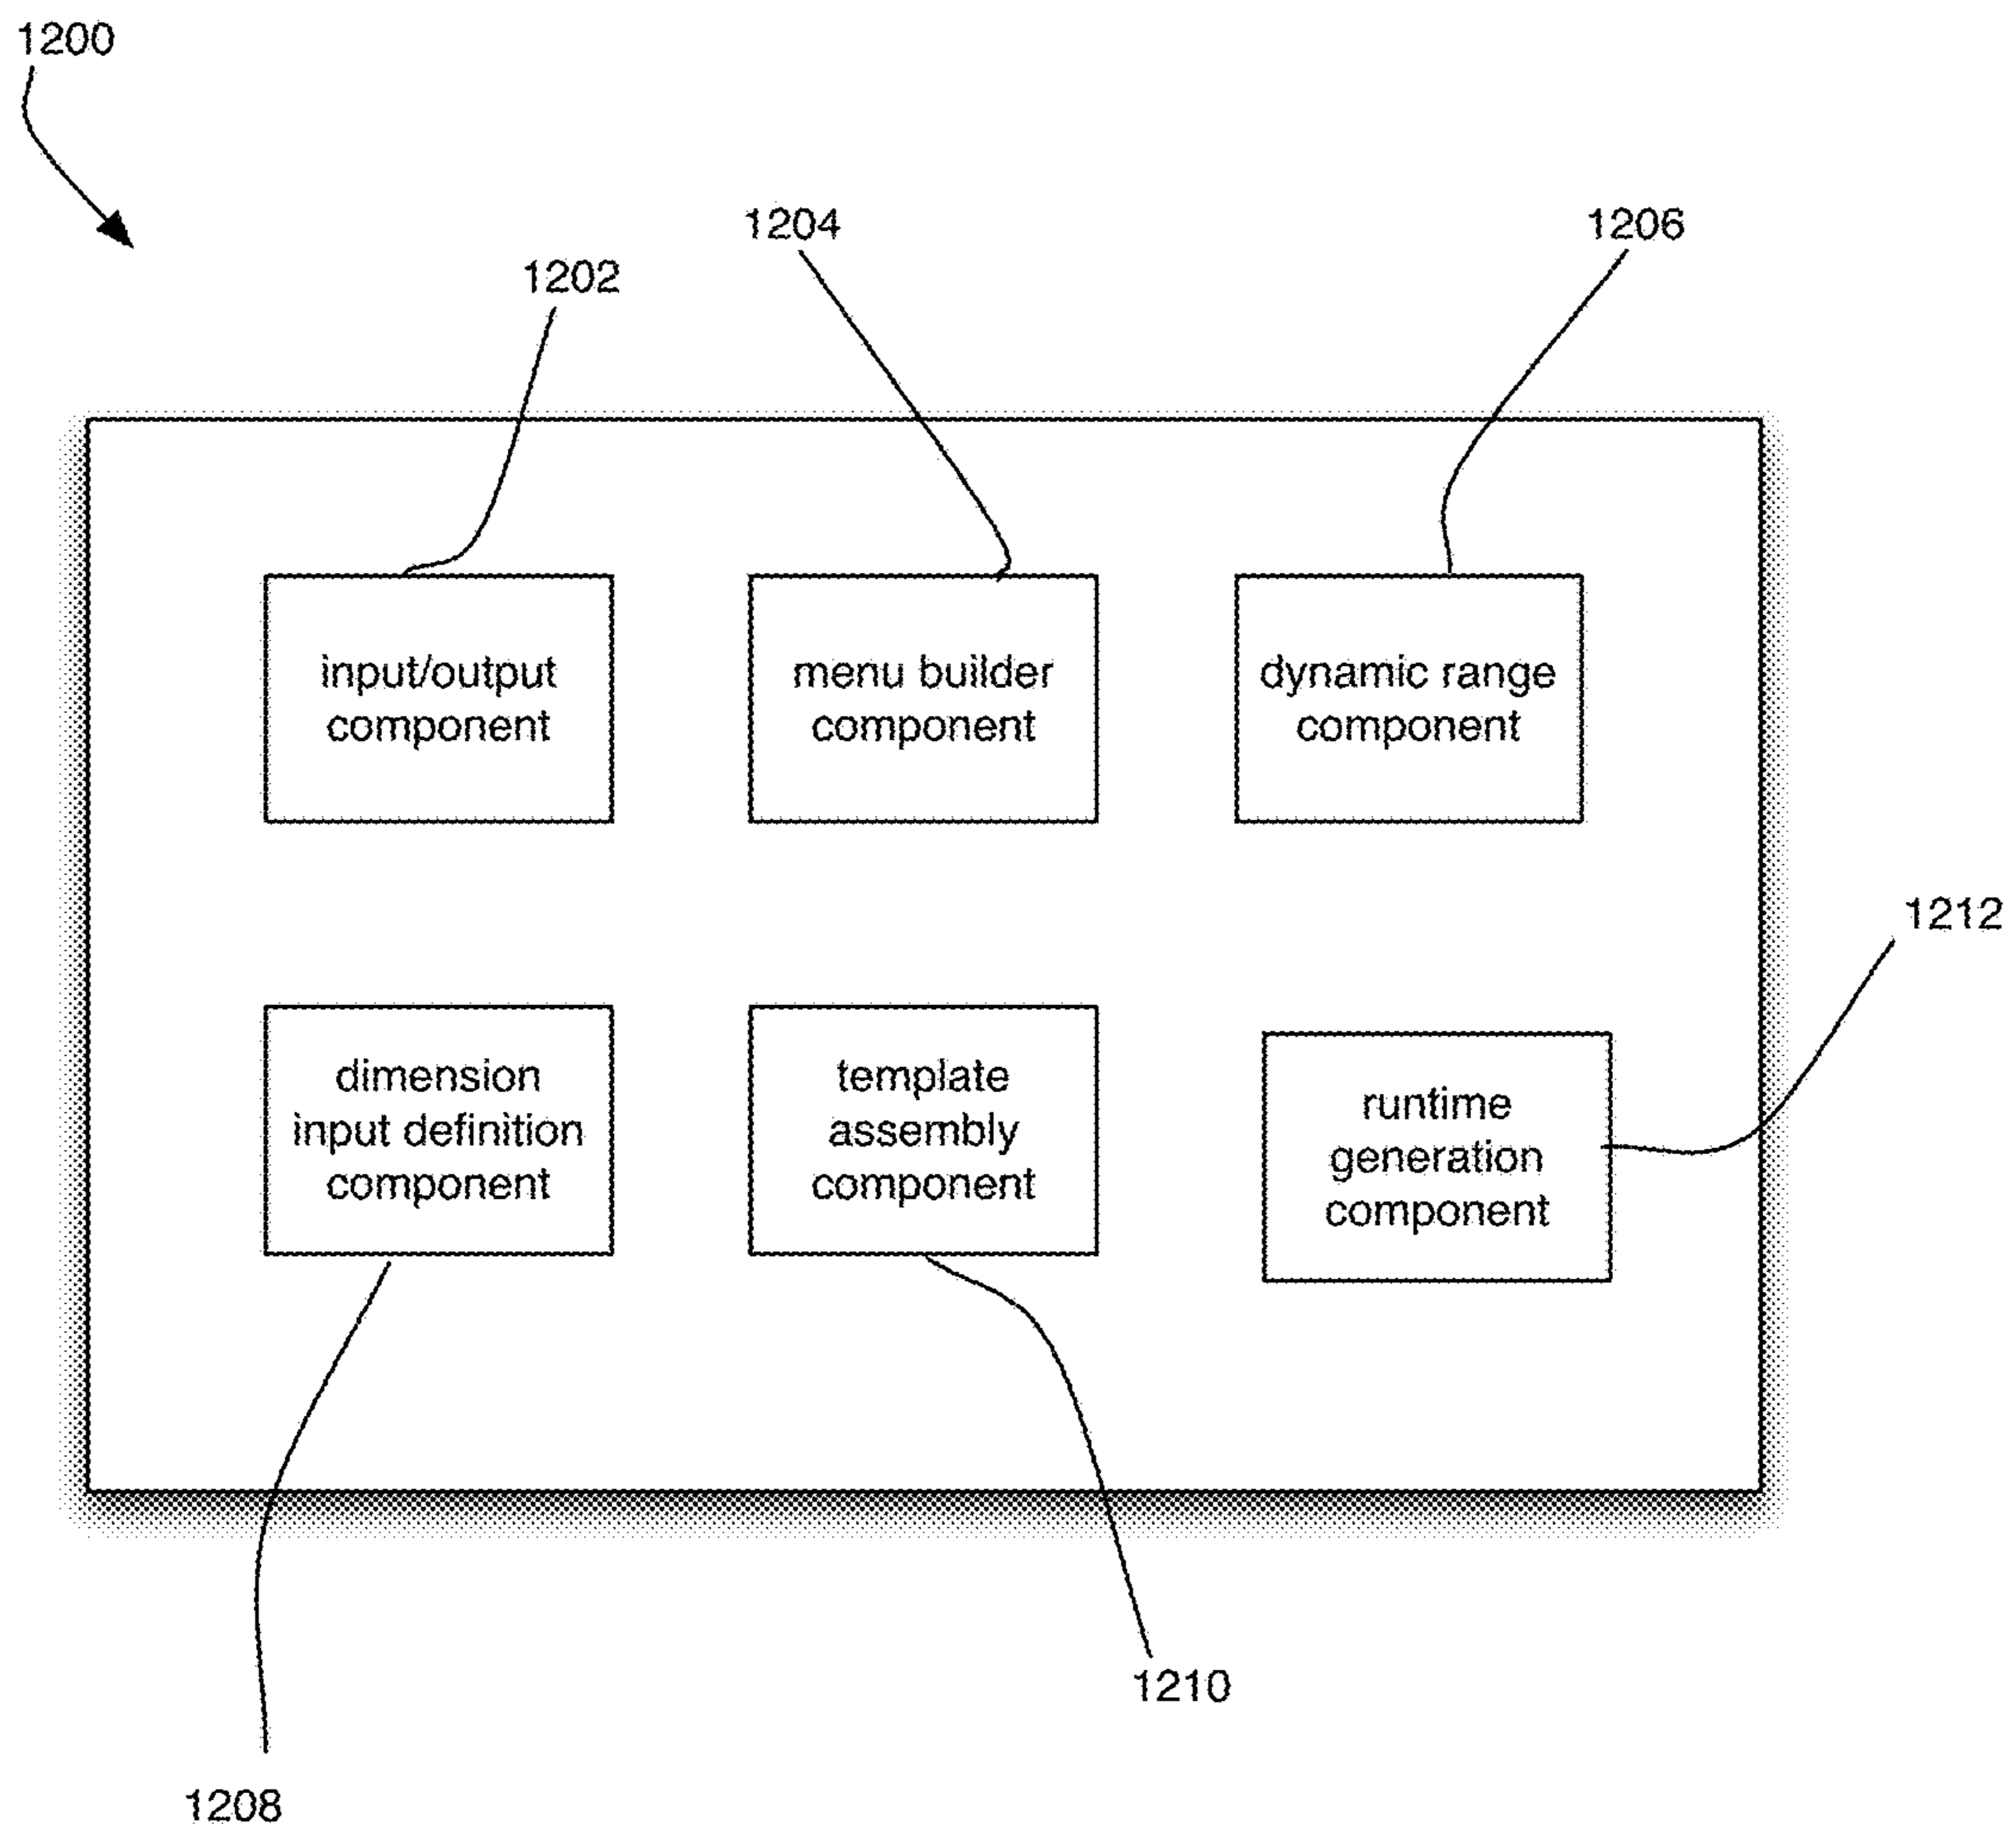 1200
1204
1206
1202
input/output
component
menu builder
component
dynamic range
component
1212
dimension
input definition
component
template
assembly
component
runtime
generation
component
1210
1208